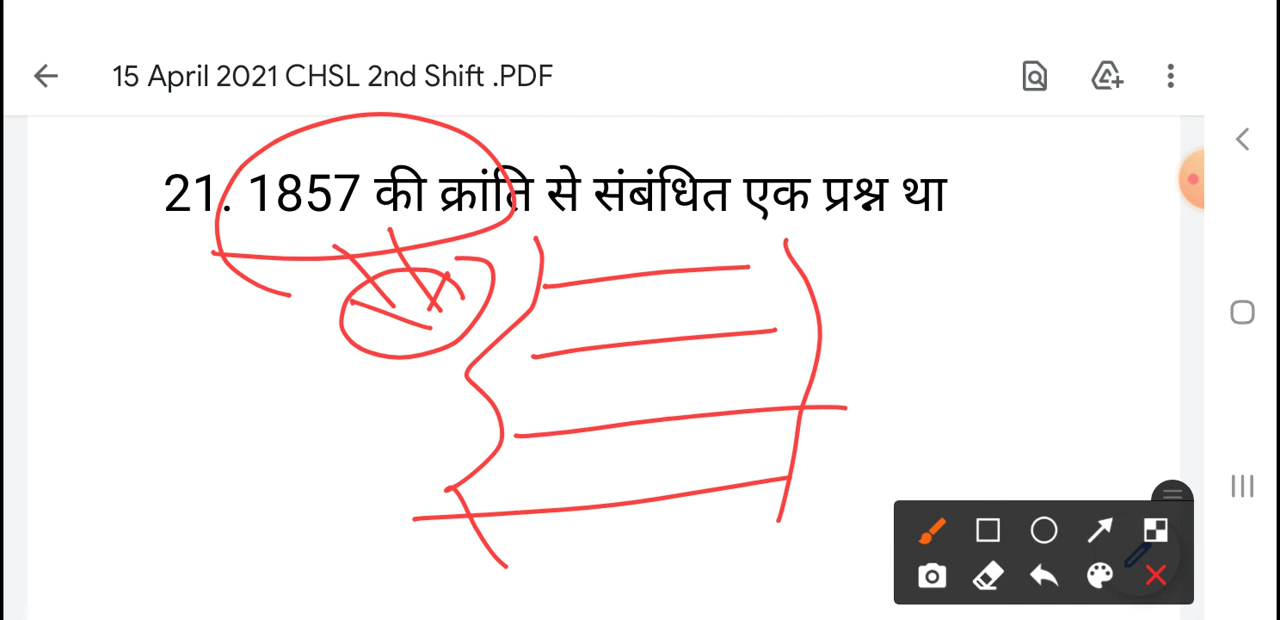 15 April 2021 CHSL 2nd Shift .PDF
21. 1857 की क्रांति से संबंधित एक प्रश्न था